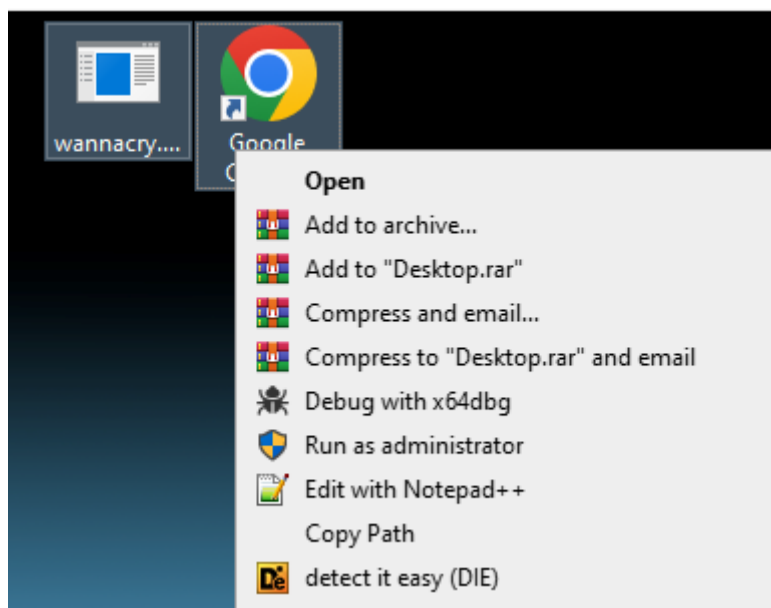 wannacry....
Google
Open
Add to archive...
Add to "Desktop.rar"
Compress and email...
Compress to "Desktop.rar" and email
Debug with x64dbg
Run as administrator
Edit with Notepad++
Copy Path
detect it easy (DIE)